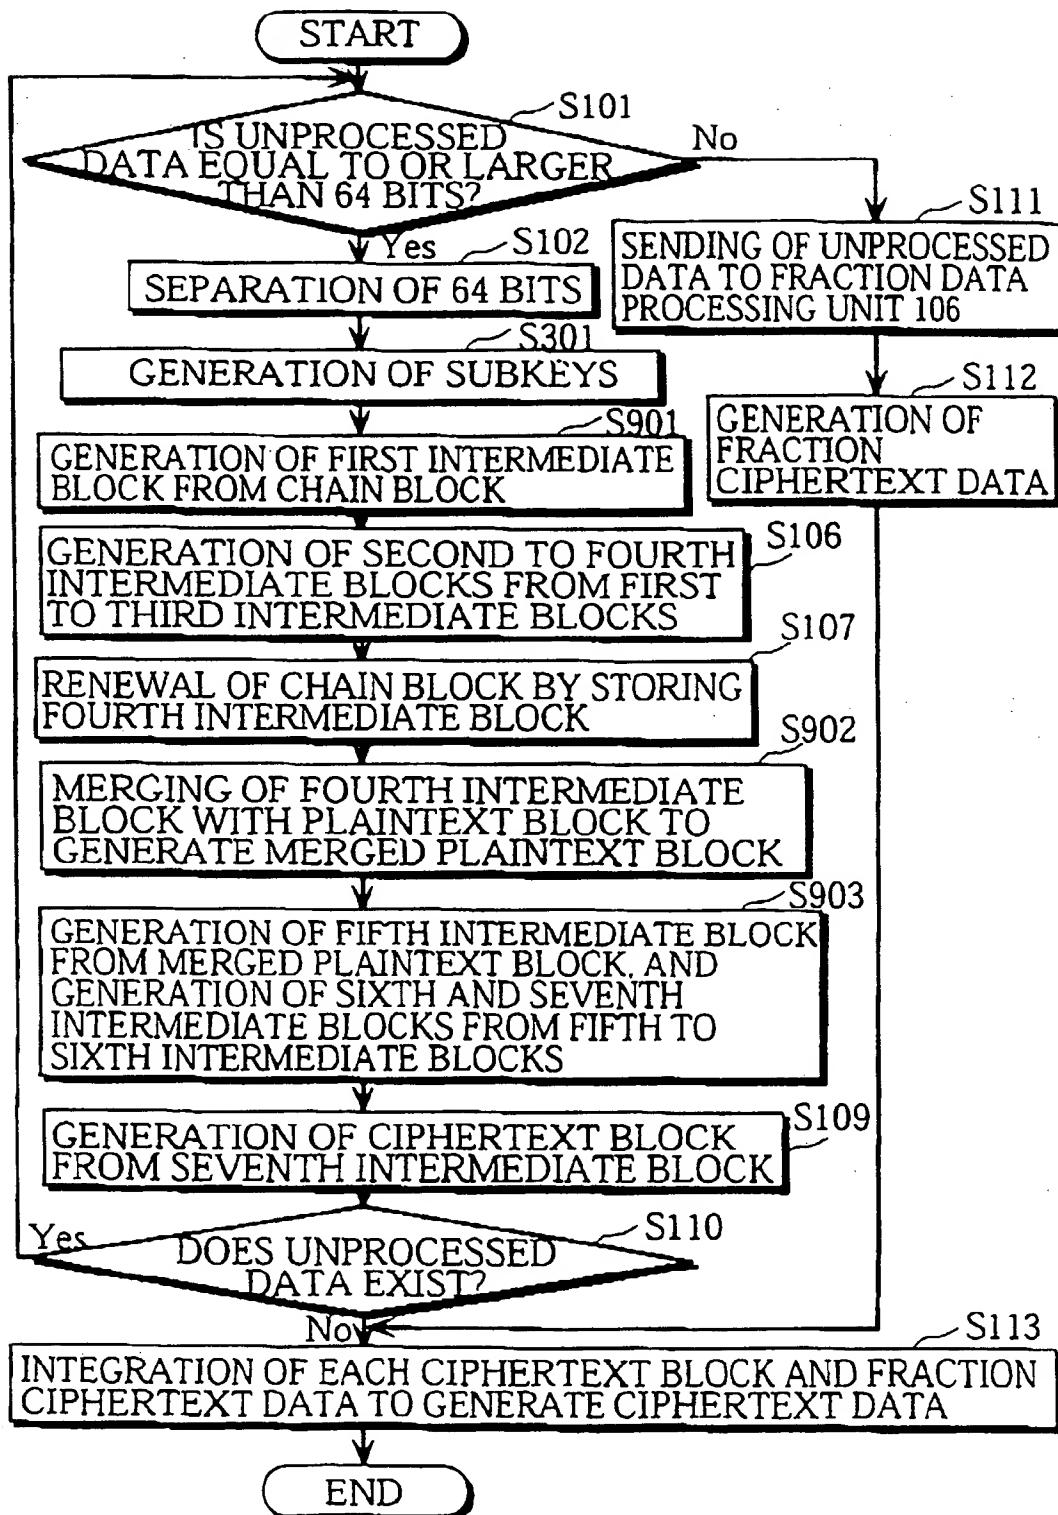 START
S101
IS UNPROCESSED
DATA EQUAL TO OR LARGER
THAN 64 BITS?
No
Yes
S102
SEPARATION OF 64 BITS
S301
GENERATION OF SUBKEYS
S901
GENERATION OF FIRST INTERMEDIATE
BLOCK FROM CHAIN BLOCK
S106
GENERATION OF SECOND TO FOURTH
INTERMEDIATE BLOCKS FROM FIRST
TO THIRD INTERMEDIATE BLOCKS
S107
RENEWAL OF CHAIN BLOCK BY STORING
FOURTH INTERMEDIATE BLOCK
S902
MERGING OF FOURTH INTERMEDIATE
BLOCK WITH PLAINTEXT BLOCK TO
GENERATE MERGED PLAINTEXT BLOCK
S903
GENERATION OF FIFTH INTERMEDIATE BLOCK
FROM MERGED PLAINTEXT BLOCK, AND
GENERATION OF SIXTH AND SEVENTH
INTERMEDIATE BLOCKS FROM FIFTH TO
SIXTH INTERMEDIATE BLOCKS
S109
GENERATION OF CIPHERTEXT BLOCK
FROM SEVENTH INTERMEDIATE BLOCK
S110
Yes
DOES UNPROCESSED
DATA EXIST?
No
S111
SENDING OF UNPROCESSED
DATA TO FRACTION DATA
PROCESSING UNIT 106
S112
GENERATION OF
FRACTION
CIPHERTEXT DATA
S113
INTEGRATION OF EACH CIPHERTEXT BLOCK AND FRACTION
CIPHERTEXT DATA TO GENERATE CIPHERTEXT DATA
END